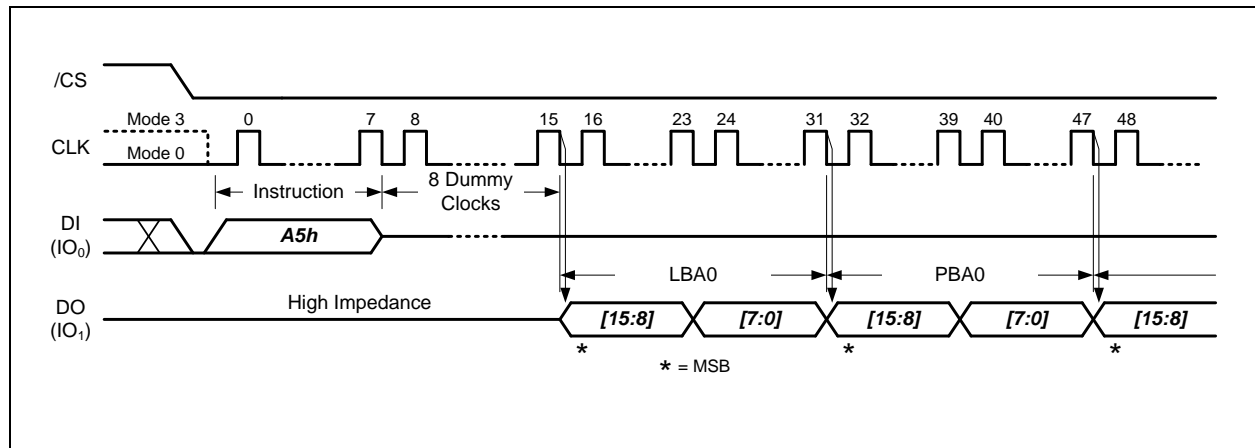 /CS
Mode 3
0
7
8
15
16
23
24
31
32
39
40
47
48
CLK
Mode 0
Instruction
8 Dummy
Clocks
DI
(IO0)
A5h
LBA0
PBA0
DO
(IO1)
High Impedance
[15:8]
[7:0]
[15:8]
[7:0]
[15:8]
*
*
*
* = MSB